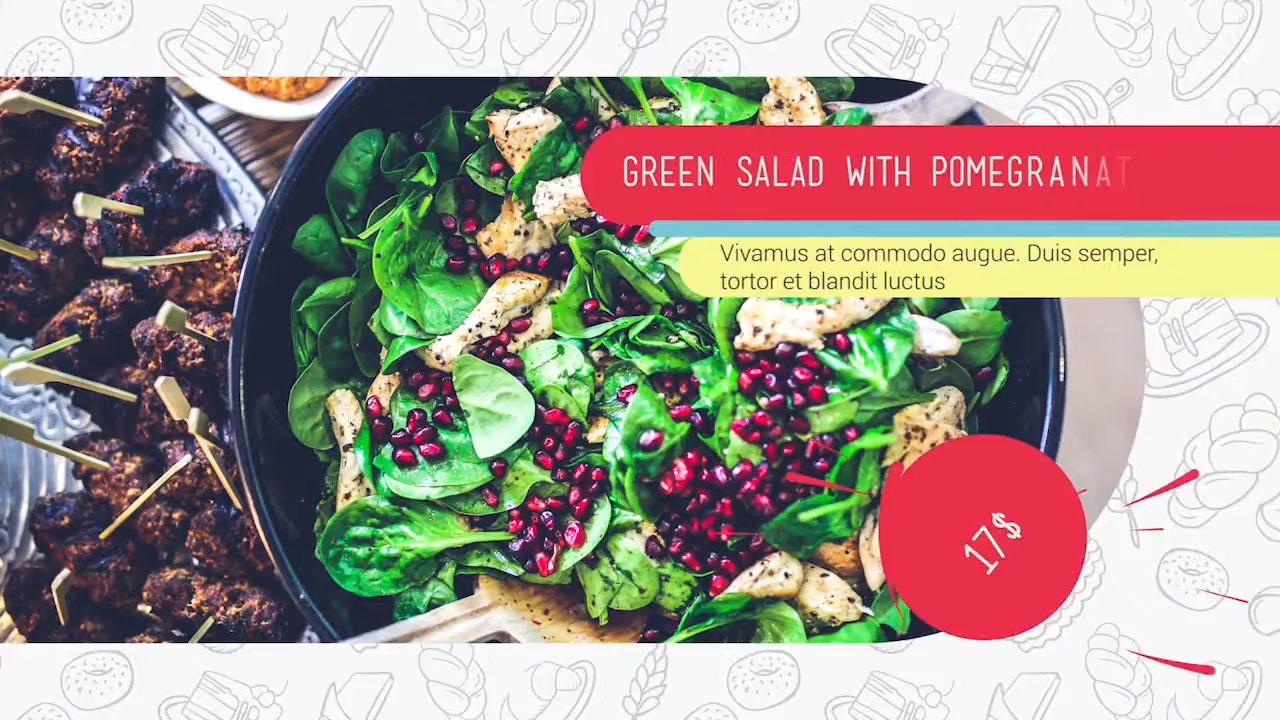 GREEN SALAD WITH POMEGRANAT
Vivamus at commodo augue. Duis semper,
tortor et blandit luctus
17$